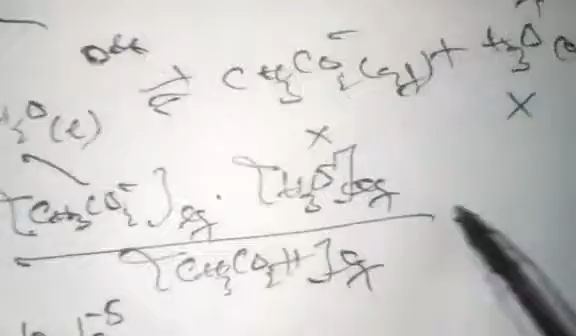 ⇌ CH₃CO₂⁻(aq) + H₃O⁺
H₂O(l) x
x
[CH₃CO₂⁻]eq · [H₃O⁺]eq
[CH₃CO₂H]eq
10⁻⁵